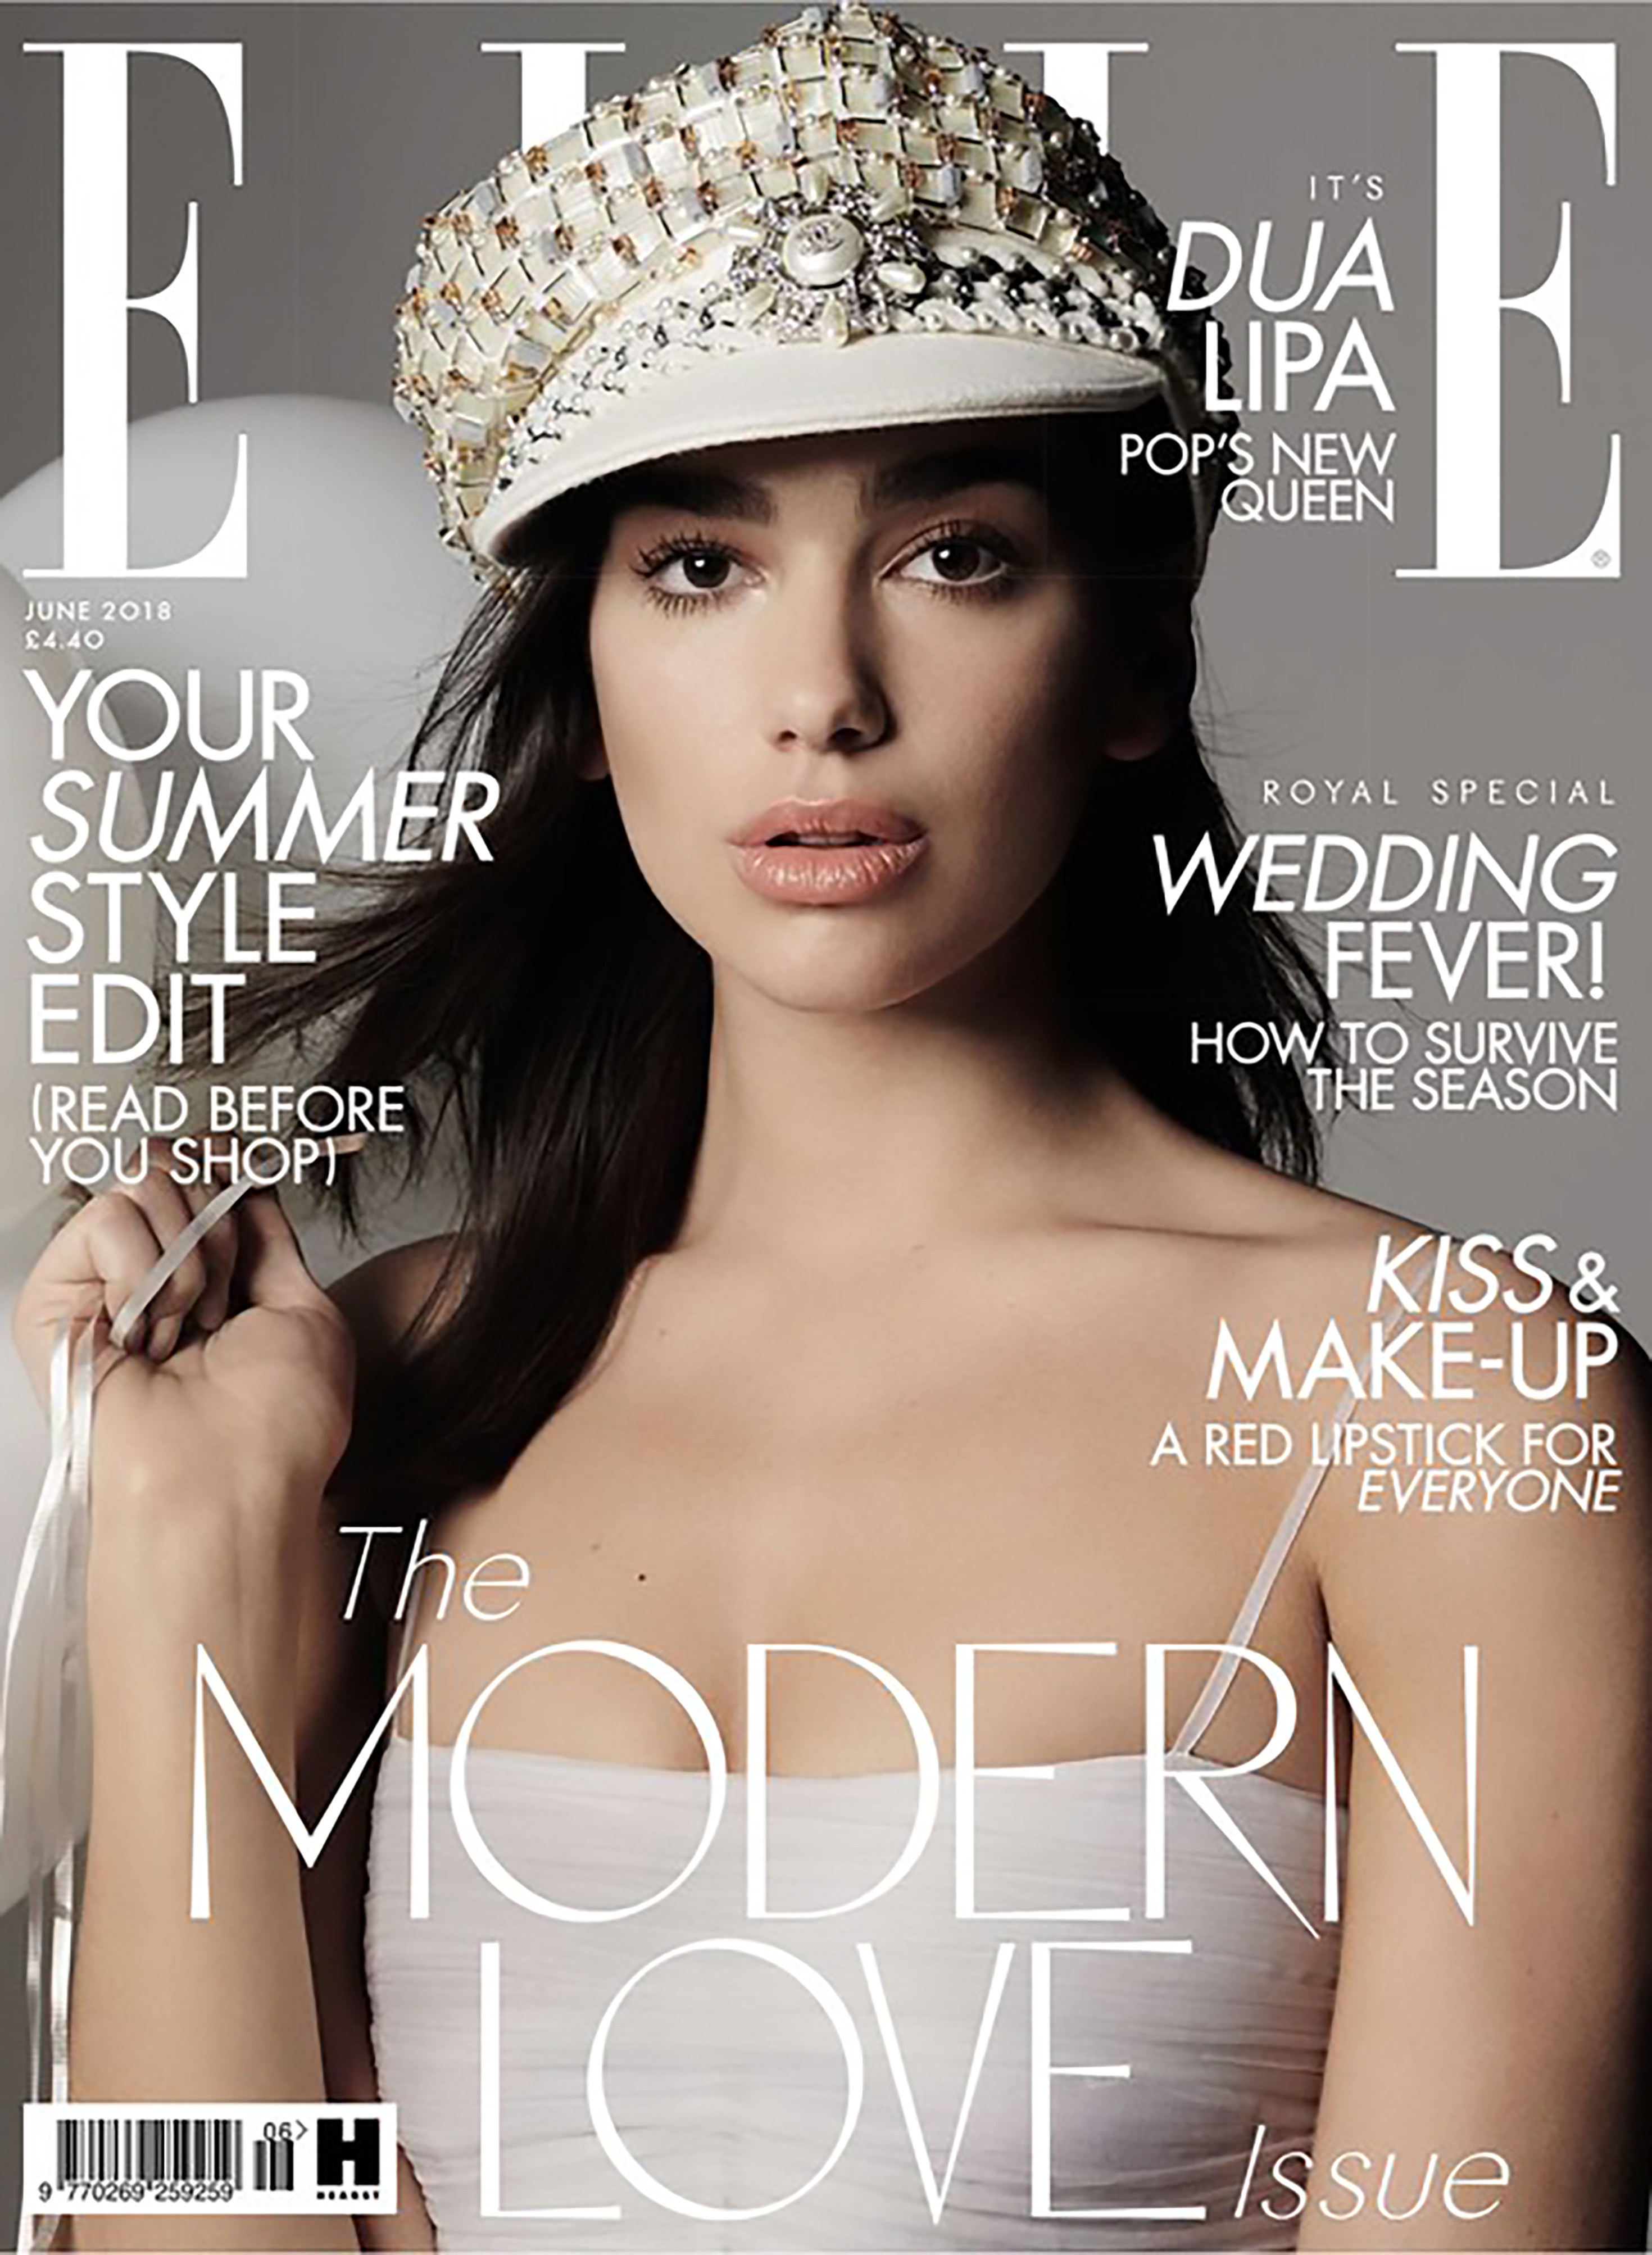 ELLE
IT'S
DUA
LIPA
POP'S NEW
QUEEN
JUNE 2018
£4.40
YOUR
SUMMER
STYLE
EDIT
(READ BEFORE
YOU SHOP)
ROYAL SPECIAL
WEDDING
FEVER!
HOW TO SURVIVE
THE SEASON
KISS &
MAKE-UP
A RED LIPSTICK FOR
EVERYONE
The
MODERN
LOVE
Issue
06>
9 770269 259259
H
HEARST